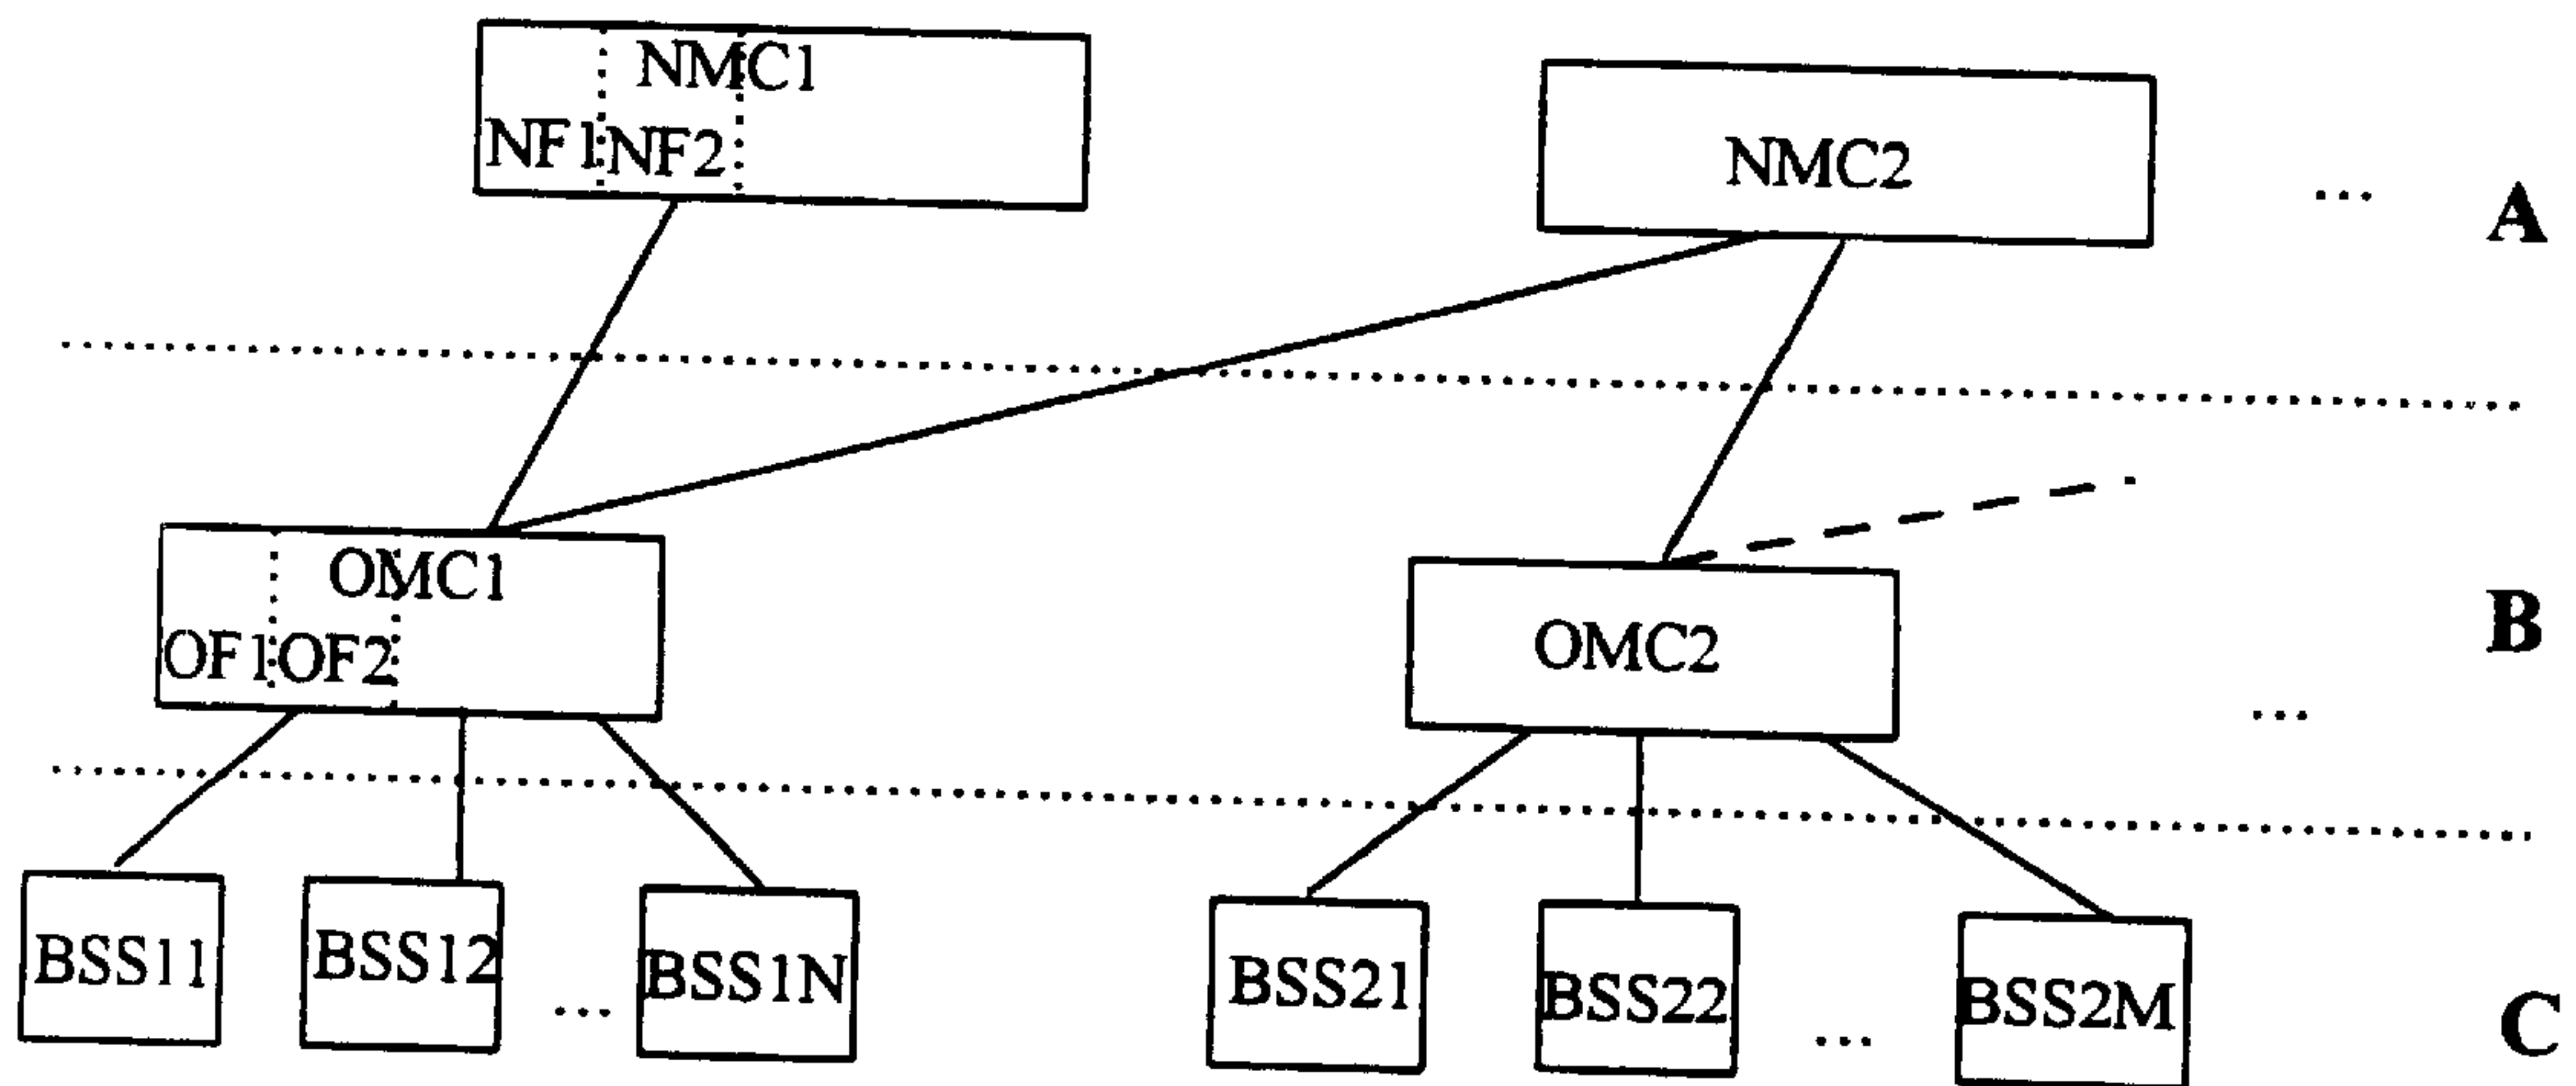 NMC1
NF1 NF2
NMC2
...
A
OMC1
OF1 OF2
OMC2
...
B
BSS11
BSS12
...
BSS1N
BSS21
BSS22
...
BSS2M
C